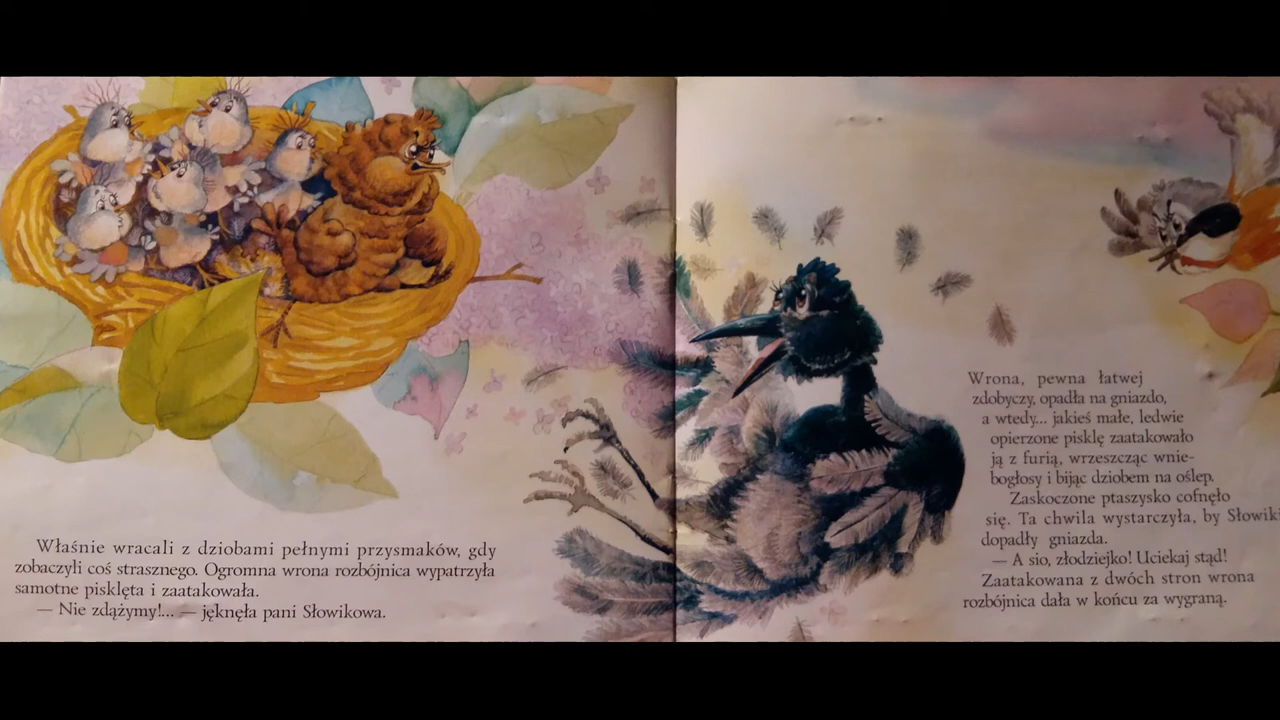 Właśnie wracali z dziobami pełnymi przysmaków, gdy
zobaczyli coś strasznego. Ogromna wrona rozbójnica wypatrzyła
samotne pisklęta i zaatakowała.
— Nie zdążymy!... — jęknęła pani Słowikowa.
Wrona, pewna łatwej
zdobyczy, opadła na gniazdo,
a wtedy... jakieś małe, ledwie
opierzone pisklę zaatakowało
ją z furią, wrzeszcząc wnie-
bogłosy i bijąc dziobem na oślep.
Zaskoczone ptaszysko cofnęło
się. Ta chwila wystarczyła, by Słowiki
dopadły gniazda.
— A sio, złodziejko! Uciekaj stąd!
Zaatakowana z dwóch stron wrona
rozbójnica dała w końcu za wygraną.